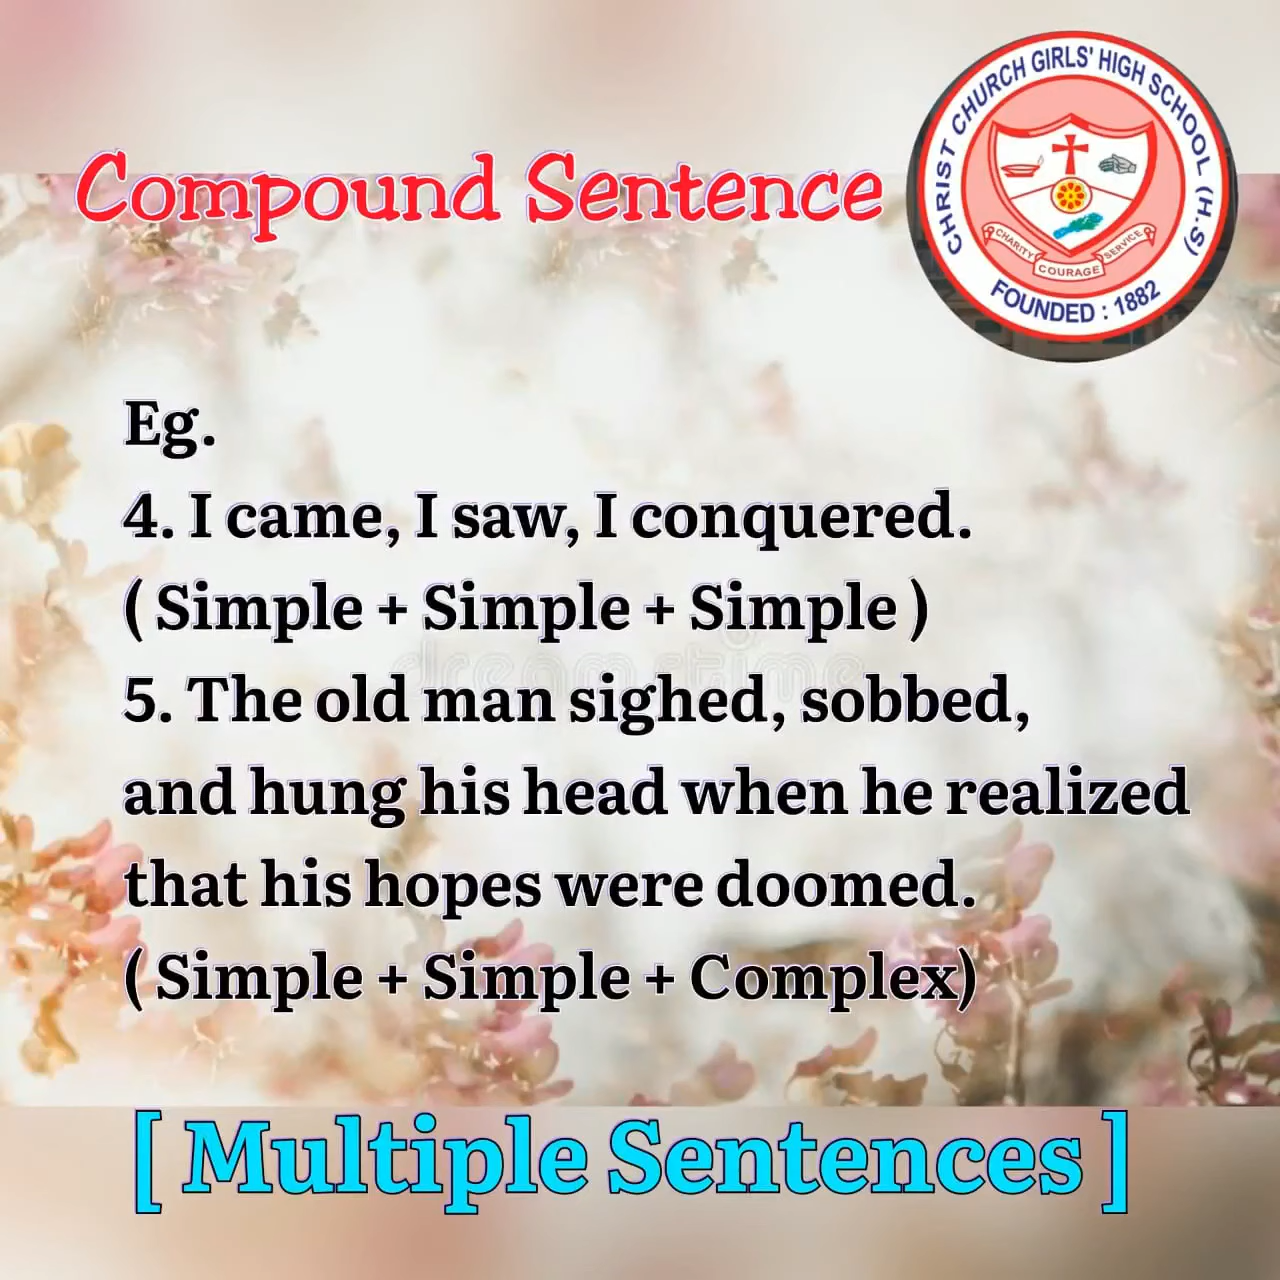 CHRIST CHURCH GIRLS' HIGH SCHOOL (H.S)
CHARITY COURAGE SERVICE
FOUNDED : 1882
Compound Sentence
Eg.
4. I came, I saw, I conquered.
( Simple + Simple + Simple )
dreamstime
5. The old man sighed, sobbed,
and hung his head when he realized
that his hopes were doomed.
( Simple + Simple + Complex)
[ Multiple Sentences ]